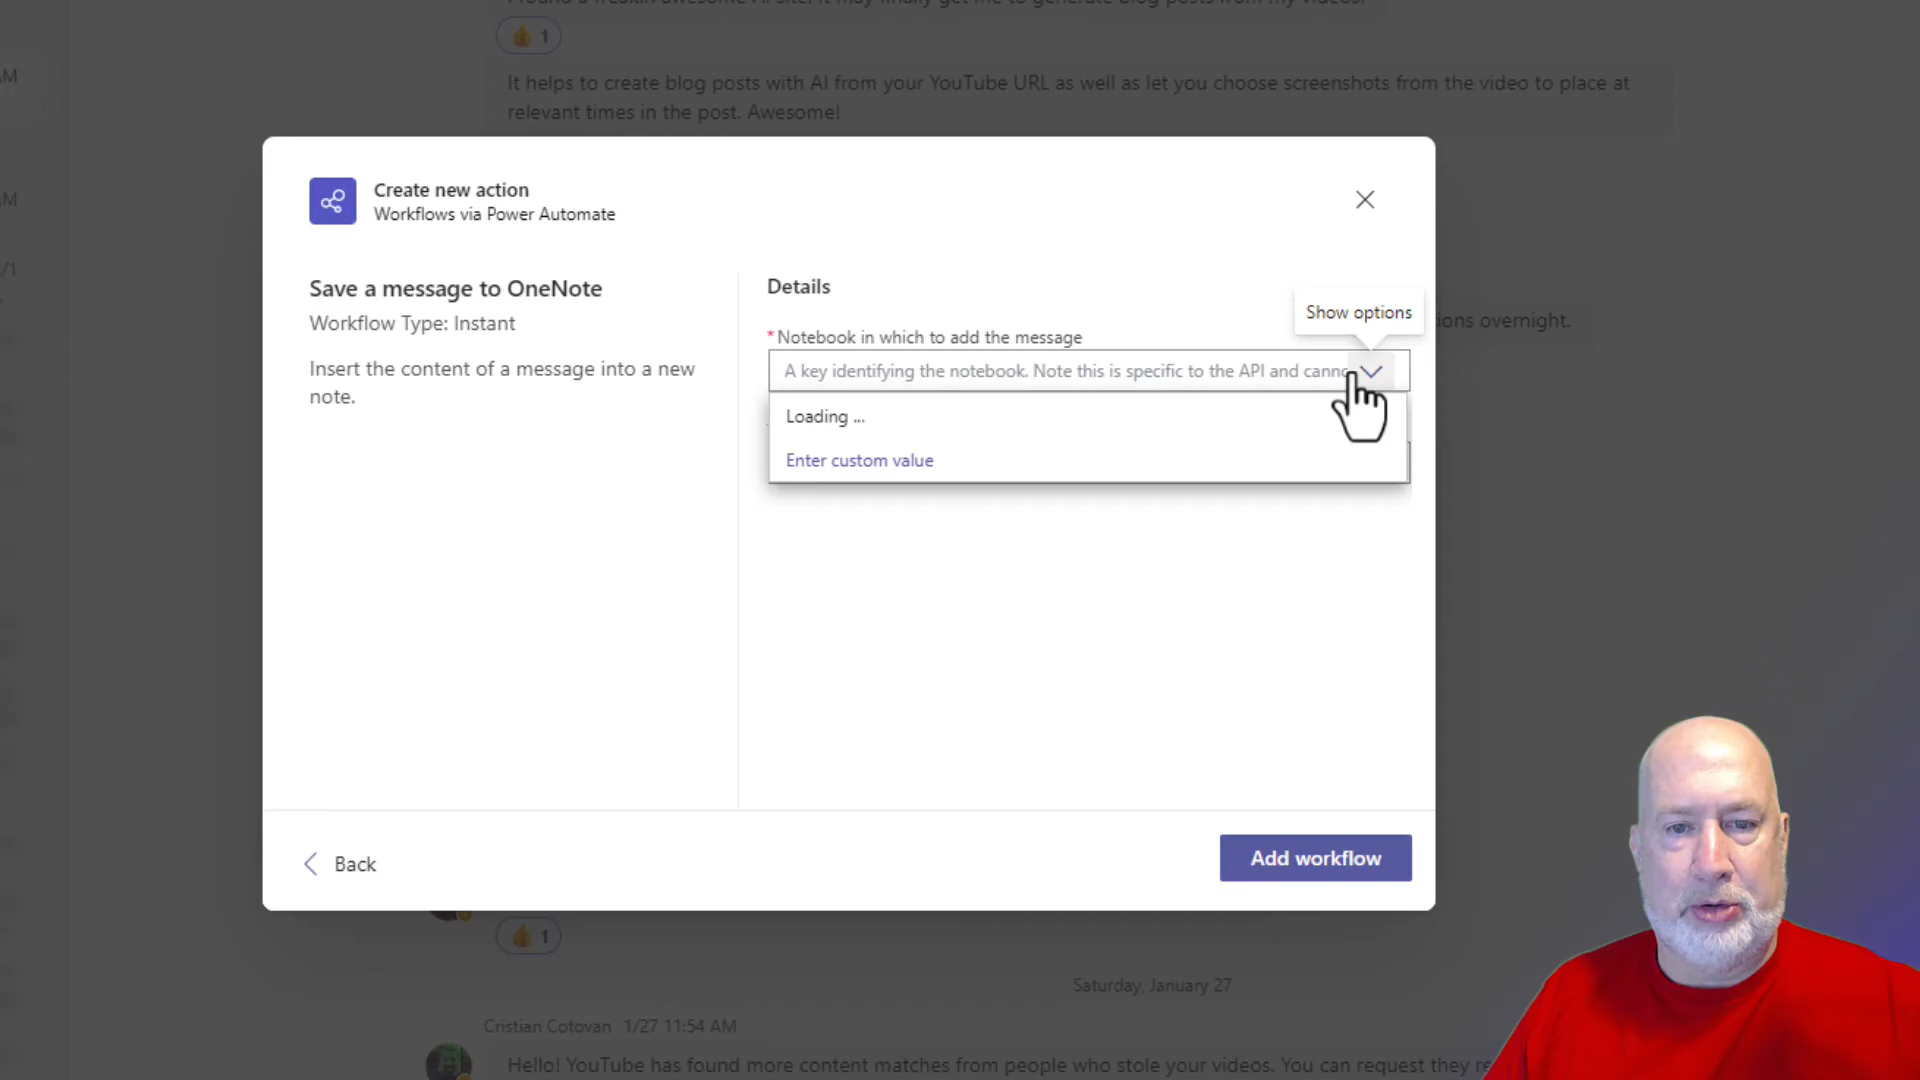 I found a freakin awesome AI site. It may finally get me to generate blog posts from my videos!
👍 1
AM
It helps to create blog posts with AI from your YouTube URL as well as let you choose screenshots from the video to place at
relevant times in the post. Awesome!
Create new action
Workflows via Power Automate
AM
/1
Save a message to OneNote
Workflow Type: Instant
Insert the content of a message into a new
note.
Details
Show options
ions overnight.
*Notebook in which to add the message
A key identifying the notebook. Note this is specific to the API and canno
Loading ...
Enter custom value
Back
Add workflow
👍 1
Saturday, January 27
Cristian Cotovan 1/27 11:54 AM
Hello! YouTube has found more content matches from people who stole your videos. You can request they re